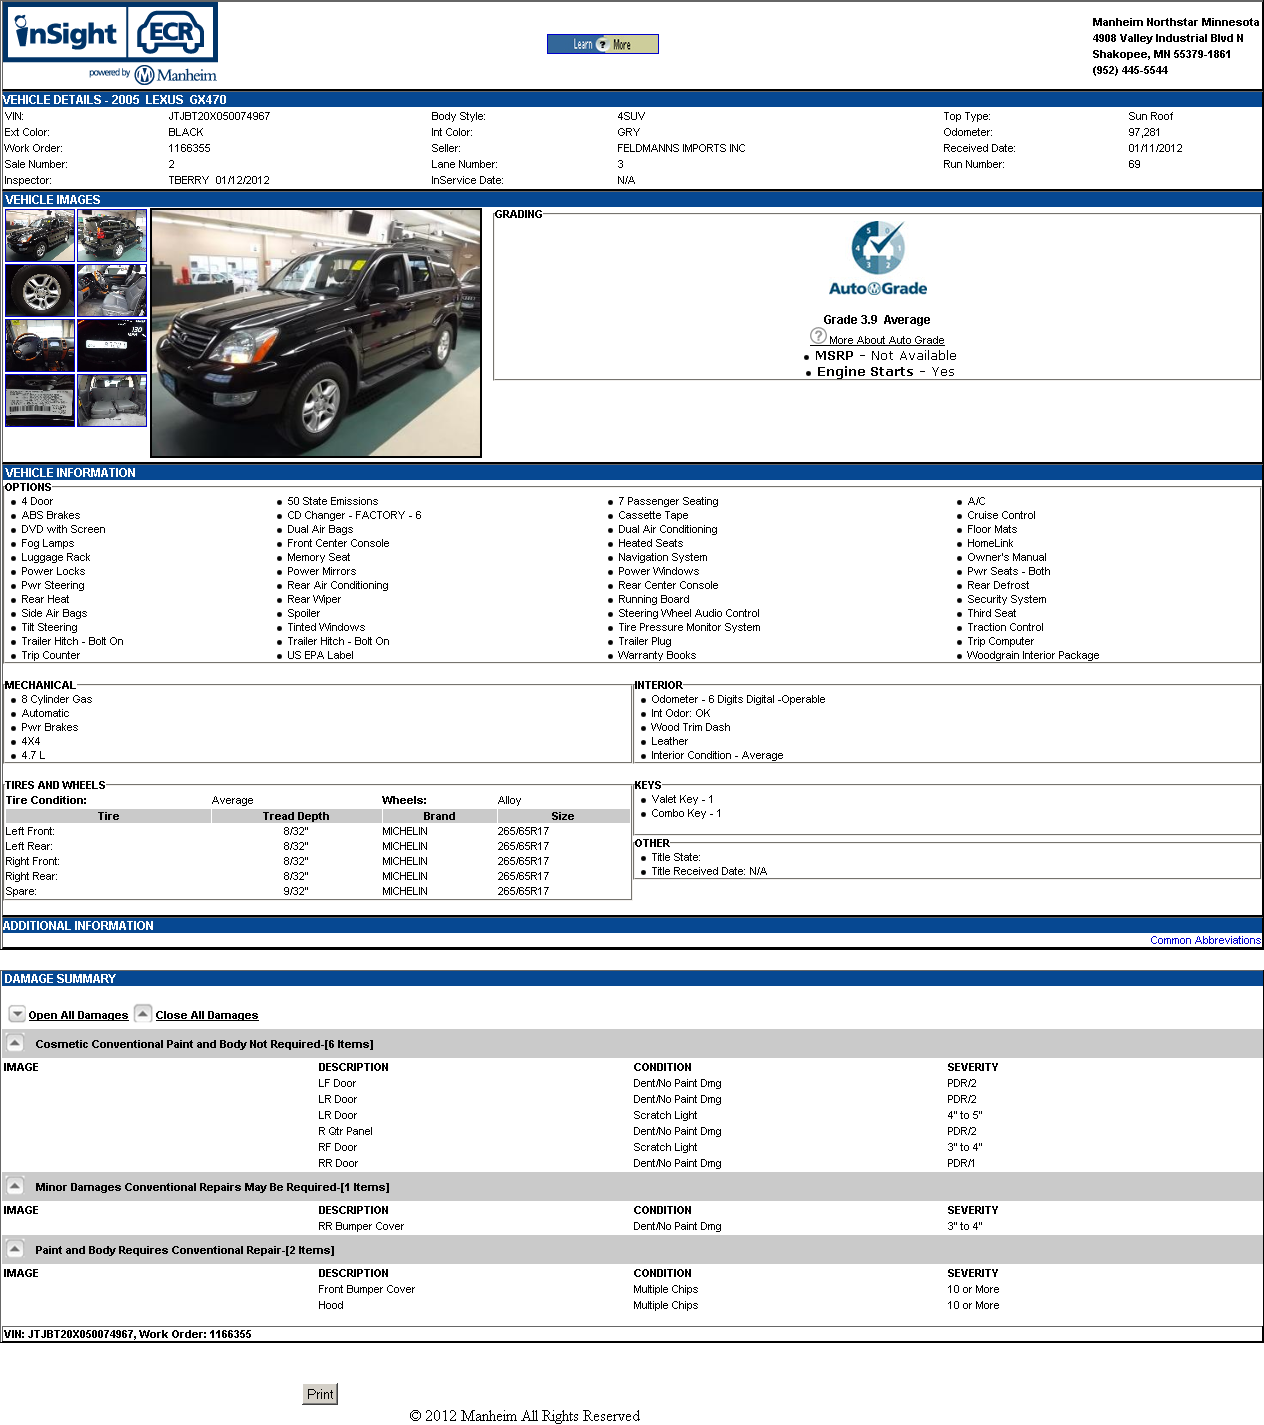 inSight ECR
powered by Manheim
Learn ? More
Manheim Northstar Minnesota
4908 Valley Industrial Blvd N
Shakopee, MN 55379-1861
(952) 445-5544
VEHICLE DETAILS - 2005 LEXUS GX470
VIN: JTJBT20X050074967 Body Style: 4SUV Top Type: Sun Roof
Ext Color: BLACK Int Color: GRY Odometer: 97,281
Work Order: 1166355 Seller: FELDMANNS IMPORTS INC Received Date: 01/11/2012
Sale Number: 2 Lane Number: 3 Run Number: 69
Inspector: TBERRY 01/12/2012 InService Date: N/A
VEHICLE IMAGES
GRADING
5 0 4 1 3 2
AutoGrade
Grade 3.9 Average
? More About Auto Grade
• MSRP - Not Available
• Engine Starts - Yes
VEHICLE INFORMATION
OPTIONS
• 4 Door • 50 State Emissions • 7 Passenger Seating • A/C
• ABS Brakes • CD Changer - FACTORY - 6 • Cassette Tape • Cruise Control
• DVD with Screen • Dual Air Bags • Dual Air Conditioning • Floor Mats
• Fog Lamps • Front Center Console • Heated Seats • HomeLink
• Luggage Rack • Memory Seat • Navigation System • Owner's Manual
• Power Locks • Power Mirrors • Power Windows • Pwr Seats - Both
• Pwr Steering • Rear Air Conditioning • Rear Center Console • Rear Defrost
• Rear Heat • Rear Wiper • Running Board • Security System
• Side Air Bags • Spoiler • Steering Wheel Audio Control • Third Seat
• Tilt Steering • Tinted Windows • Tire Pressure Monitor System • Traction Control
• Trailer Hitch - Bolt On • Trailer Hitch - Bolt On • Trailer Plug • Trip Computer
• Trip Counter • US EPA Label • Warranty Books • Woodgrain Interior Package
MECHANICAL
• 8 Cylinder Gas
• Automatic
• Pwr Brakes
• 4X4
• 4.7 L
INTERIOR
• Odometer - 6 Digits Digital -Operable
• Int Odor: OK
• Wood Trim Dash
• Leather
• Interior Condition - Average
TIRES AND WHEELS
Tire Condition: Average Wheels: Alloy
Tire Tread Depth Brand Size
Left Front: 8/32" MICHELIN 265/65R17
Left Rear: 8/32" MICHELIN 265/65R17
Right Front: 8/32" MICHELIN 265/65R17
Right Rear: 8/32" MICHELIN 265/65R17
Spare: 9/32" MICHELIN 265/65R17
KEYS
• Valet Key - 1
• Combo Key - 1
OTHER
• Title State:
• Title Received Date: N/A
ADDITIONAL INFORMATION
Common Abbreviations
DAMAGE SUMMARY
Open All Damages Close All Damages
Cosmetic Conventional Paint and Body Not Required-[6 Items]
IMAGE DESCRIPTION CONDITION SEVERITY
LF Door Dent/No Paint Dmg PDR/2
LR Door Dent/No Paint Dmg PDR/2
LR Door Scratch Light 4" to 5"
R Qtr Panel Dent/No Paint Dmg PDR/2
RF Door Scratch Light 3" to 4"
RR Door Dent/No Paint Dmg PDR/1
Minor Damages Conventional Repairs May Be Required-[1 Items]
IMAGE DESCRIPTION CONDITION SEVERITY
RR Bumper Cover Dent/No Paint Dmg 3" to 4"
Paint and Body Requires Conventional Repair-[2 Items]
IMAGE DESCRIPTION CONDITION SEVERITY
Front Bumper Cover Multiple Chips 10 or More
Hood Multiple Chips 10 or More
VIN: JTJBT20X050074967, Work Order: 1166355
Print
© 2012 Manheim All Rights Reserved